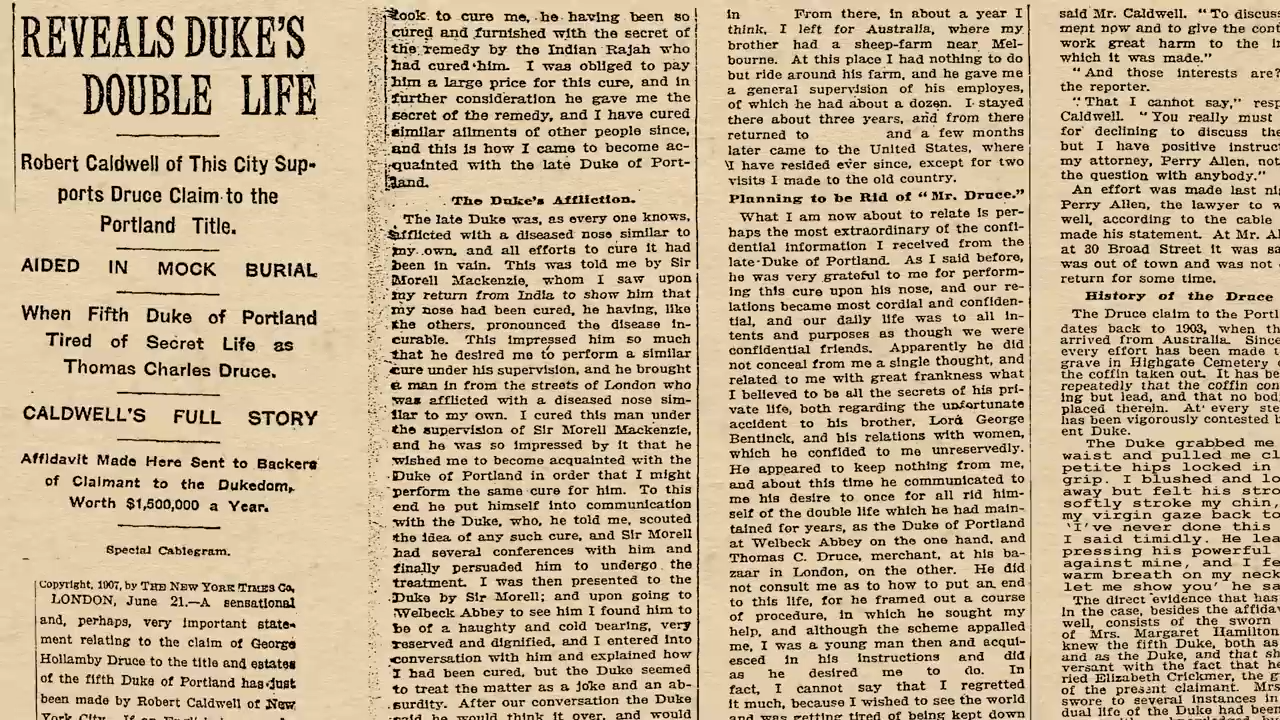 REVEALS DUKE'S
DOUBLE LIFE
Robert Caldwell of This City Sup-
ports Druce Claim to the
Portland Title.
AIDED IN MOCK BURIAL
When Fifth Duke of Portland
Tired of Secret Life as
Thomas Charles Druce.
CALDWELL'S FULL STORY
Affidavit Made Here Sent to Backers
of Claimant to the Dukedom,
Worth $1,500,000 a Year.
Special Cablegram.
Copyright, 1907, by THE NEW YORK TIMES Co.
LONDON, June 21.—A sensational
and, perhaps, very important state-
ment relating to the claim of George
Hollamby Druce to the title and estates
of the fifth Duke of Portland has just
been made by Robert Caldwell of New
York City. If an
took to cure me, he having been so
cured and furnished with the secret of
the remedy by the Indian Rajah who
had cured him. I was obliged to pay
him a large price for this cure, and in
further consideration he gave me the
secret of the remedy, and I have cured
similar ailments of other people since,
and this is how I came to become ac-
quainted with the late Duke of Port-
land.
The Duke's Affliction.
The late Duke was, as every one knows,
afflicted with a diseased nose similar to
my own, and all efforts to cure it had
been in vain. This was told me by Sir
Morell Mackenzie, whom I saw upon
my return from India to show him that
my nose had been cured, he having, like
the others, pronounced the disease in-
curable. This impressed him so much
that he desired me to perform a similar
cure under his supervision, and he brought
a man in from the streets of London who
was afflicted with a diseased nose sim-
ilar to my own. I cured this man under
the supervision of Sir Morell Mackenzie,
and he was so impressed by it that he
wished me to become acquainted with the
Duke of Portland in order that I might
perform the same cure for him. To this
end he put himself into communication
with the Duke, who, he told me, scouted
the idea of any such cure, and Sir Morell
had several conferences with him and
finally persuaded him to undergo the
treatment. I was then presented to the
Duke by Sir Morell; and upon going to
Welbeck Abbey to see him I found him to
be of a haughty and cold bearing, very
reserved and dignified, and I entered into
conversation with him and explained how
I had been cured, but the Duke seemed
to treat the matter as a joke and an ab-
surdity. After our conversation the Duke
said he would think it over, and would
in From there, in about a year I
think, I left for Australia, where my
brother had a sheep-farm near Mel-
bourne. At this place I had nothing to do
but ride around his farm, and he gave me
a general supervision of his employes,
of which he had about a dozen. I stayed
there about three years, and from there
returned to and a few months
later came to the United States, where
I have resided ever since, except for two
visits I made to the old country.
Planning to be Rid of "Mr. Druce."
What I am now about to relate is per-
haps the most extraordinary of the confi-
dential information I received from the
late Duke of Portland. As I said before,
he was very grateful to me for perform-
ing this cure upon his nose, and our re-
lations became most cordial and confiden-
tial, and our daily life was to all in-
tents and purposes as though we were
confidential friends. Apparently he did
not conceal from me a single thought, and
related to me with great frankness what
I believed to be all the secrets of his pri-
vate life, both regarding the unfortunate
accident to his brother, Lord George
Bentinck, and his relations with women,
which he confided to me unreservedly.
He appeared to keep nothing from me,
and about this time he communicated to
me his desire to once for all rid him-
self of the double life which he had main-
tained for years, as the Duke of Portland
at Welbeck Abbey on the one hand, and
Thomas C. Druce, merchant, at his ba-
zaar in London, on the other. He did
not consult me as to how to put an end
to this life, for he framed out a course
of procedure, in which he sought my
help, and although the scheme appalled
me, I was a young man then and acqui-
esced in his instructions and did
as he desired me to do. In
fact, I cannot say that I regretted
it much, because I wished to see the world
and was getting tired of being kept down
said Mr. Caldwell. "To discuss
ment now and to give the cont
work great harm to the i
which it was made."
"And those interests are?
the reporter.
"That I cannot say," resp
Caldwell. "You really must
for declining to discuss the
but I have positive instruc
my attorney, Perry Allen, not
the question with anybody."
An effort was made last ni
Perry Allen, the lawyer to w
well, according to the cable
made his statement. At Mr. Al
at 30 Broad Street it was sa
was out of town and was not
return for some time.
History of the Druce
The Druce claim to the Portl
dates back to 1903, when th
arrived from Australia. Since
every effort has been made t
grave in Highgate Cemetery
the coffin taken out. It has be
repeatedly that the coffin con
ing but lead, and that no bod
placed therein. At every ste
has been vigorously contested b
ent Duke.
The Duke grabbed me
waist and pulled me cl
petite hips locked in
grip. I blushed and lo
away but felt his stro
softly stroke my chin,
my virgin gaze back to
'I've never done this
I said timidly. He lea
pressing his powerful
against mine, and I fe
warm breath on my neck
let me show you' he sa
The direct evidence that has
in the case, besides the affida
well, consists of the sworn
of Mrs. Margaret Hamilton
knew the fifth Duke, both as
and as the Duke, and that sh
versant with the fact that he
ried Elizabeth Crickmer, the g
of the present claimant. Mrs
swore to several instances in
dual life of the Duke had been